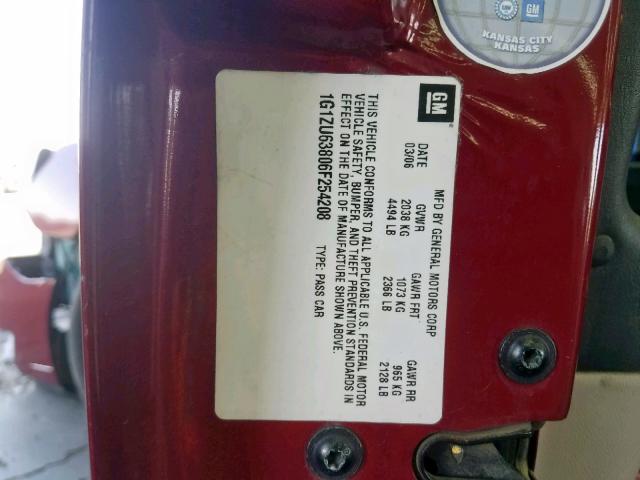 GM
KANSAS CITY
KANSAS
GM
MFD BY GENERAL MOTORS CORP
DATE GVWR GAWR FRT GAWR RR
03/06 2038 KG 1073 KG 965 KG
4494 LB 2366 LB 2128 LB
THIS VEHICLE CONFORMS TO ALL APPLICABLE U.S. FEDERAL MOTOR
VEHICLE SAFETY, BUMPER, AND THEFT PREVENTION STANDARDS IN
EFFECT ON THE DATE OF MANUFACTURE SHOWN ABOVE.
1G1ZU63806F254208 TYPE: PASS CAR